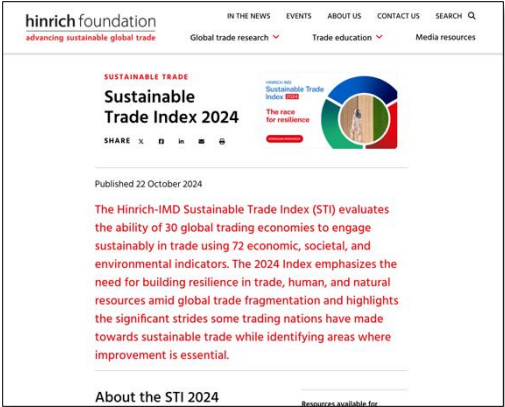 hinrich foundation
advancing sustainable global trade
IN THE NEWS EVENTS ABOUT US CONTACT US SEARCH
Global trade research Trade education Media resources
SUSTAINABLE TRADE
Sustainable
Trade Index 2024
SHARE
HINRICH-IMD
Sustainable Trade
Index 2024
The race
for resilience
Published 22 October 2024
The Hinrich-IMD Sustainable Trade Index (STI) evaluates
the ability of 30 global trading economies to engage
sustainably in trade using 72 economic, societal, and
environmental indicators. The 2024 Index emphasizes the
need for building resilience in trade, human, and natural
resources amid global trade fragmentation and highlights
the significant strides some trading nations have made
towards sustainable trade while identifying areas where
improvement is essential.
About the STI 2024
Resources available for